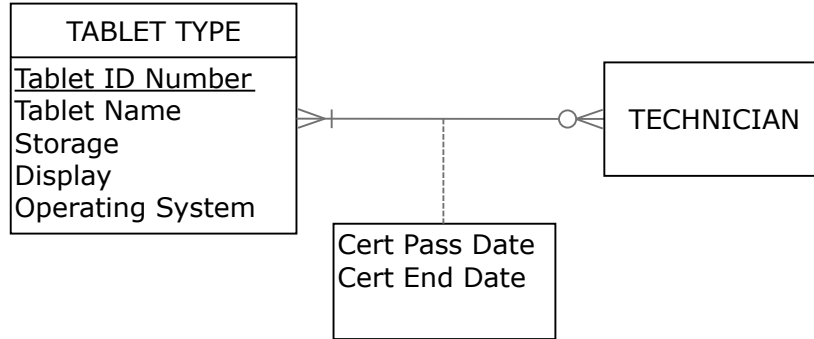 TABLET TYPE
Tablet ID Number
Tablet Name
Storage
Display
Operating System
TECHNICIAN
Cert Pass Date
Cert End Date